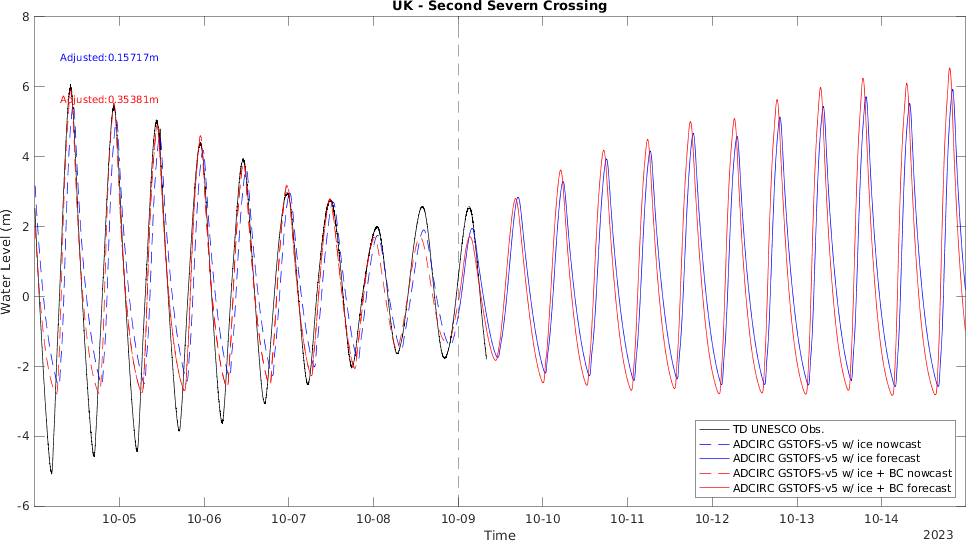 UK - Second Severn Crossing
8
6
4
2
0
-2
-4
-6
Water Level (m)
Adjusted:0.15717m
Adjusted:0.35381m
TD UNESCO Obs.
ADCIRC GSTOFS-v5 w/ ice nowcast
ADCIRC GSTOFS-v5 w/ ice forecast
ADCIRC GSTOFS-v5 w/ ice + BC nowcast
ADCIRC GSTOFS-v5 w/ ice + BC forecast
10-05 10-06 10-07 10-08 10-09 10-10 10-11 10-12 10-13 10-14
Time
2023